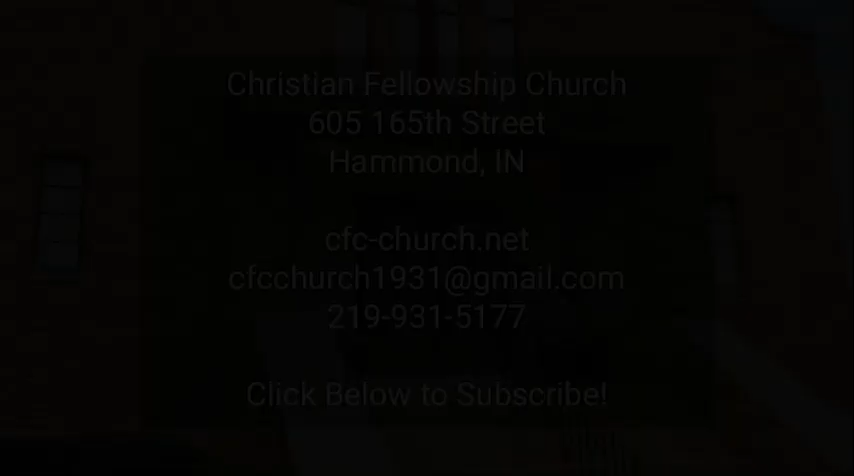 Christian Fellowship Church
605 165th Street
Hammond, IN
cfc-church.net
cfcchurch1931@gmail.com
219-931-5177
Click Below to Subscribe!